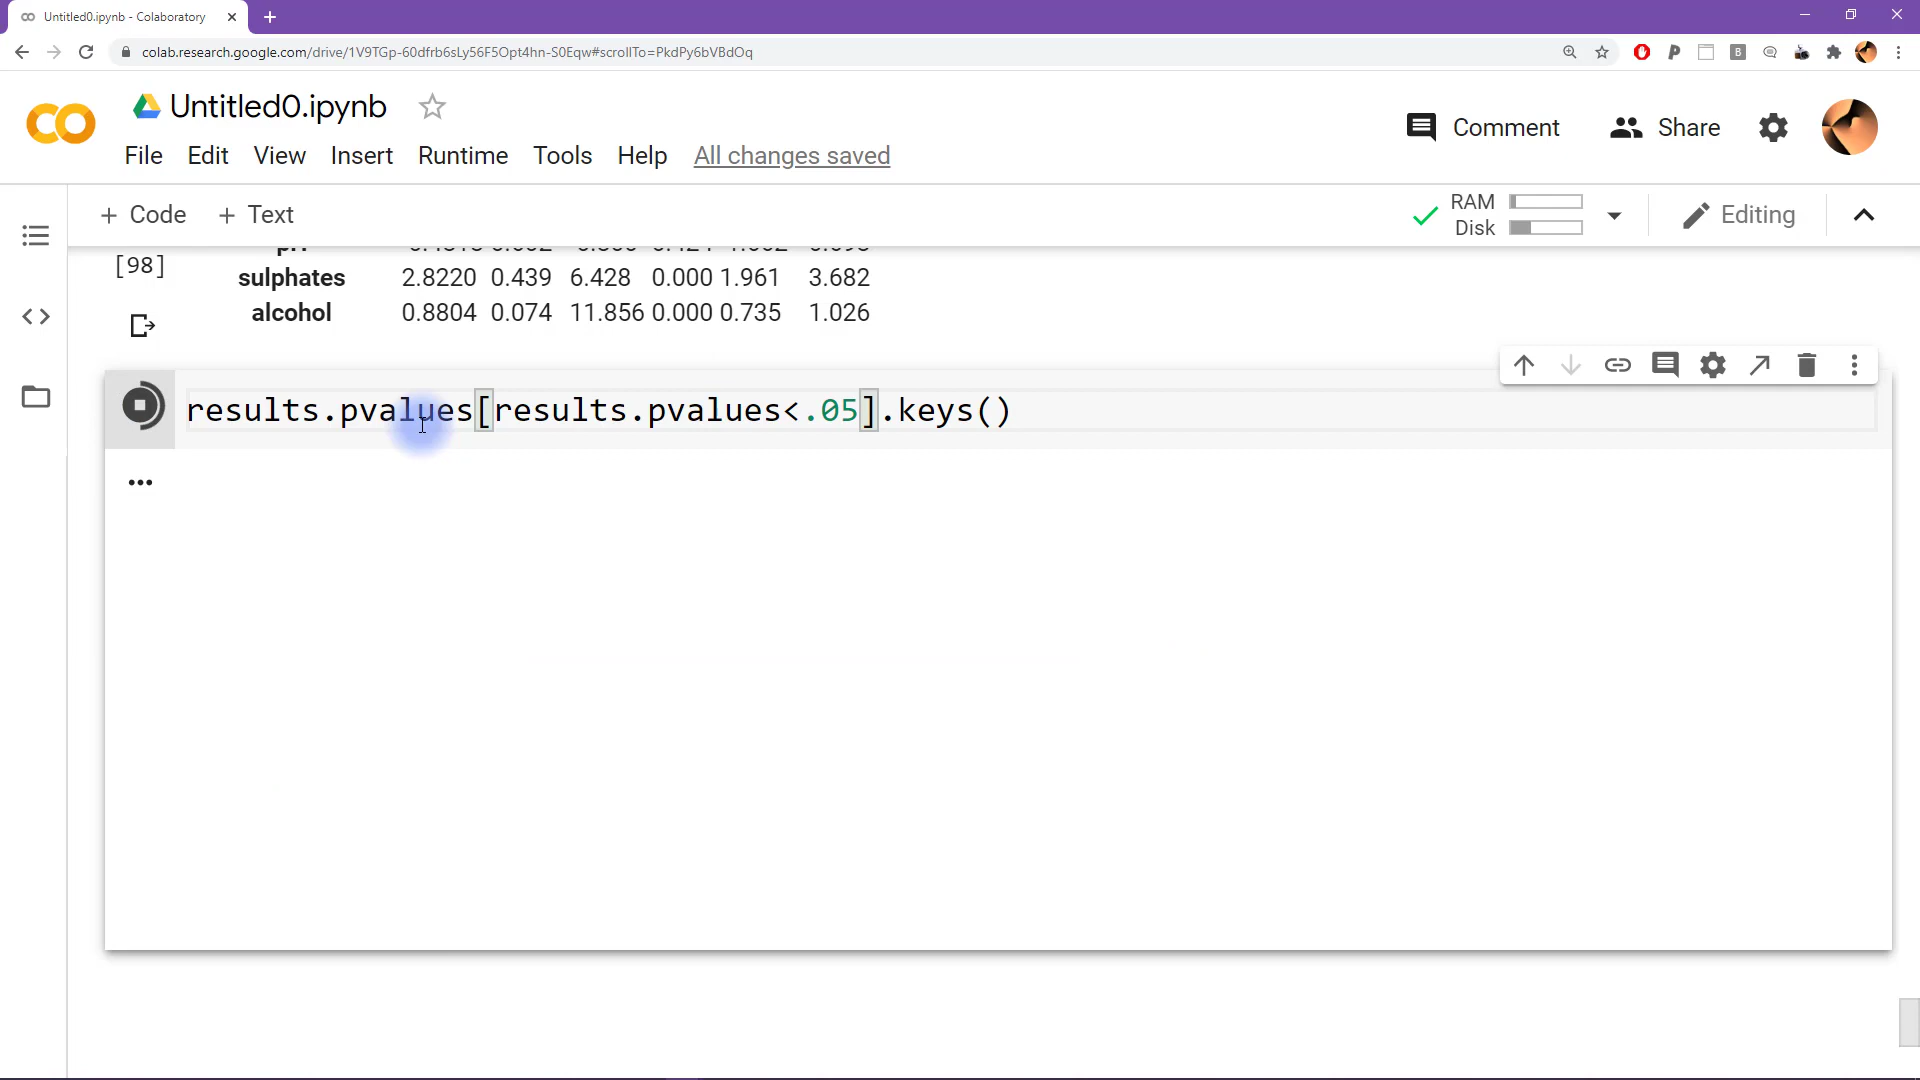 Untitled0.ipynb - Colaboratory
colab.research.google.com/drive/1V9TGp-60dfrb6sLy56F5Opt4hn-S0Eqw#scrollTo=PkdPy6bVBdOq
Untitled0.ipynb
Comment Share
File Edit View Insert Runtime Tools Help All changes saved
+ Code + Text
RAM
Disk
Editing
[98]
sulphates 2.8220 0.439 6.428 0.000 1.961 3.682
alcohol 0.8804 0.074 11.856 0.000 0.735 1.026
results.pvalues[results.pvalues<.05].keys()